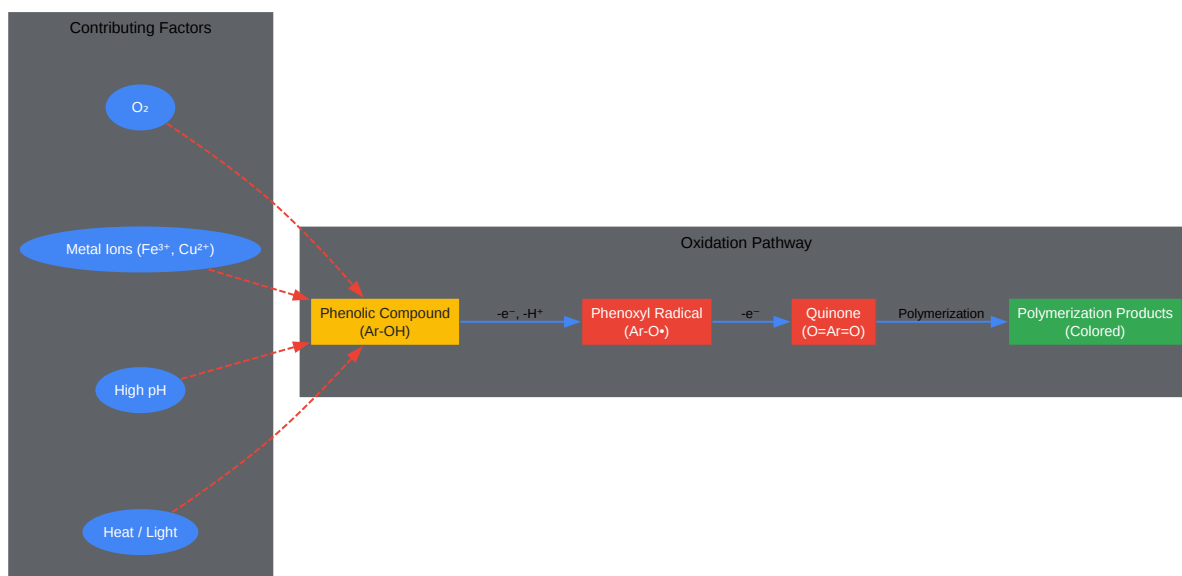 Contributing Factors
O₂
Metal Ions (Fe³⁺, Cu²⁺)
High pH
Heat / Light
Oxidation Pathway
Phenolic Compound
(Ar-OH)
-e⁻, -H⁺
Phenoxyl Radical
(Ar-O•)
-e⁻
Quinone
(O=Ar=O)
Polymerization
Polymerization Products
(Colored)